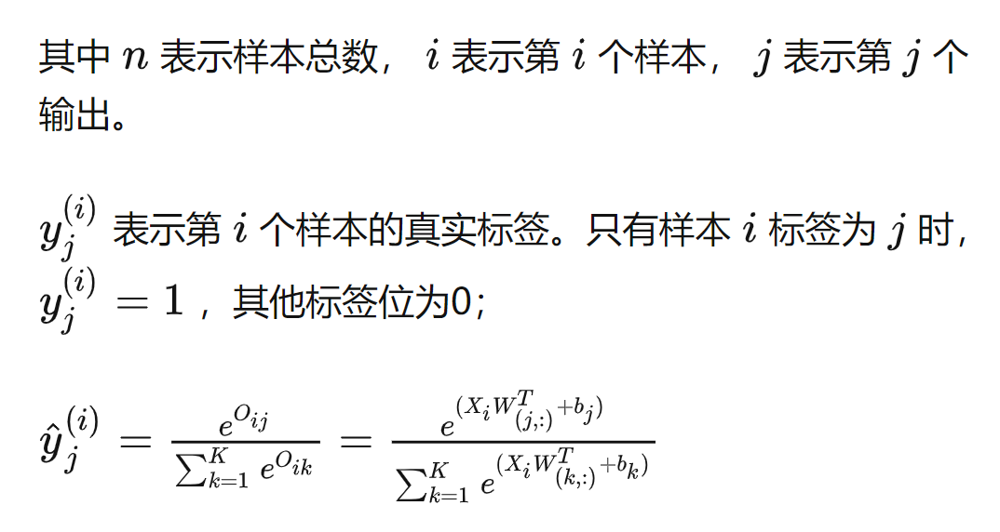 其中 $n$ 表示样本总数， $i$ 表示第 $i$ 个样本， $j$ 表示第 $j$ 个
输出。
$y_j^{(i)}$ 表示第 $i$ 个样本的真实标签。只有样本 $i$ 标签为 $j$ 时，
$y_j^{(i)} = 1$ ，其他标签位为0；
$\hat{y}_j^{(i)} = \frac{e^{O_{ij}}}{\sum_{k=1}^{K} e^{O_{ik}}} = \frac{e^{(X_i W_{(j,:)}^T + b_j)}}{\sum_{k=1}^{K} e^{(X_i W_{(k,:)}^T + b_k)}}$